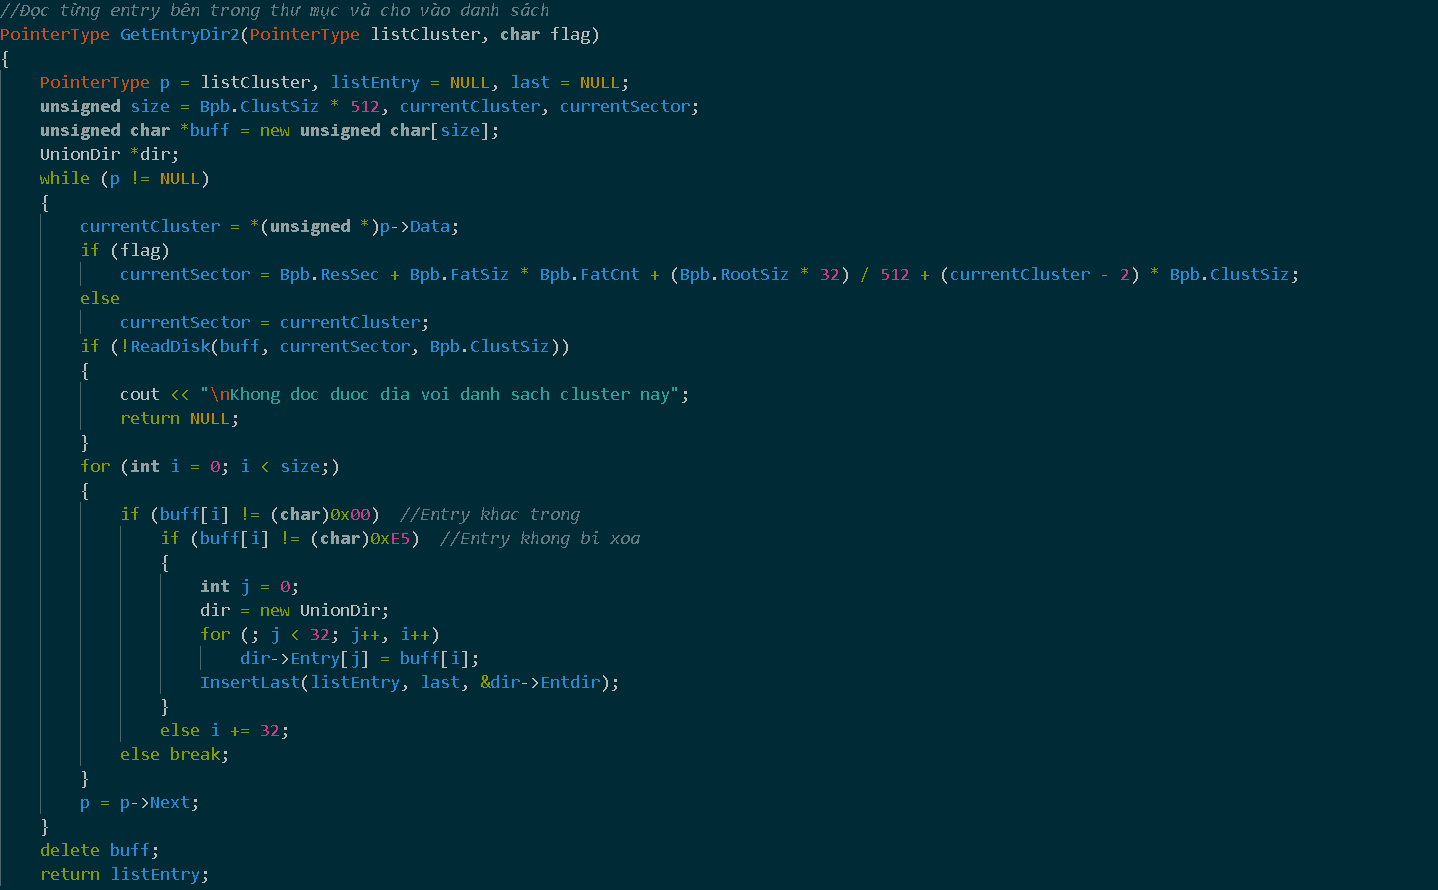 //Đọc từng entry bên trong thư mục và cho vào danh sách
PointerType GetEntryDir2(PointerType listCluster, char flag)
{
    PointerType p = listCluster, listEntry = NULL, last = NULL;
    unsigned size = Bpb.ClustSiz * 512, currentCluster, currentSector;
    unsigned char *buff = new unsigned char[size];
    UnionDir *dir;
    while (p != NULL)
    {
        currentCluster = *(unsigned *)p->Data;
        if (flag)
            currentSector = Bpb.ResSec + Bpb.FatSiz * Bpb.FatCnt + (Bpb.RootSiz * 32) / 512 + (currentCluster - 2) * Bpb.ClustSiz;
        else
            currentSector = currentCluster;
        if (!ReadDisk(buff, currentSector, Bpb.ClustSiz))
        {
            cout << "\nKhong doc duoc dia voi danh sach cluster nay";
            return NULL;
        }
        for (int i = 0; i < size;)
        {
            if (buff[i] != (char)0x00)  //Entry khac trong
                if (buff[i] != (char)0xE5)  //Entry khong bi xoa
                {
                    int j = 0;
                    dir = new UnionDir;
                    for (; j < 32; j++, i++)
                        dir->Entry[j] = buff[i];
                    InsertLast(listEntry, last, &dir->Entdir);
                }
                else i += 32;
            else break;
        }
        p = p->Next;
    }
    delete buff;
    return listEntry;